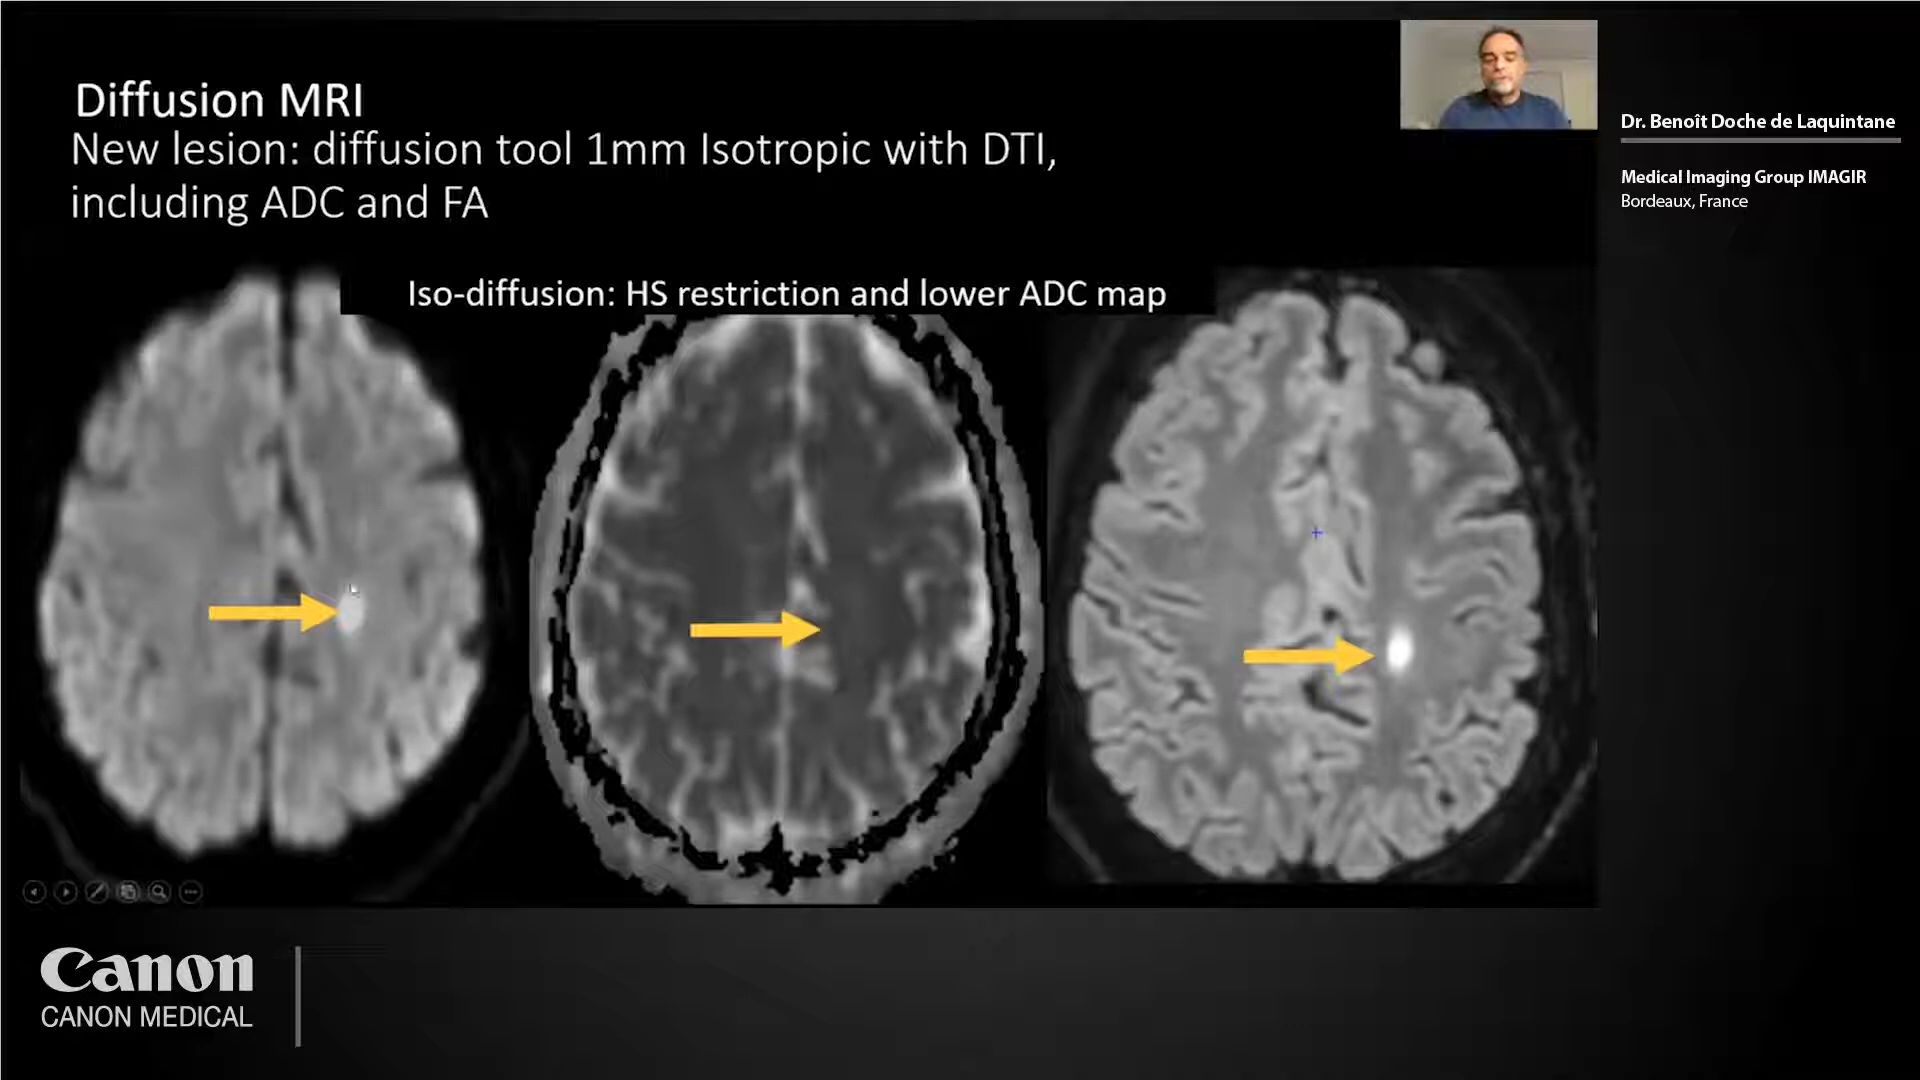 Diffusion MRI
New lesion: diffusion tool 1mm Isotropic with DTI,
including ADC and FA
Iso-diffusion: HS restriction and lower ADC map
Dr. Benoît Doche de Laquintane
Medical Imaging Group IMAGIR
Bordeaux, France
Canon
CANON MEDICAL